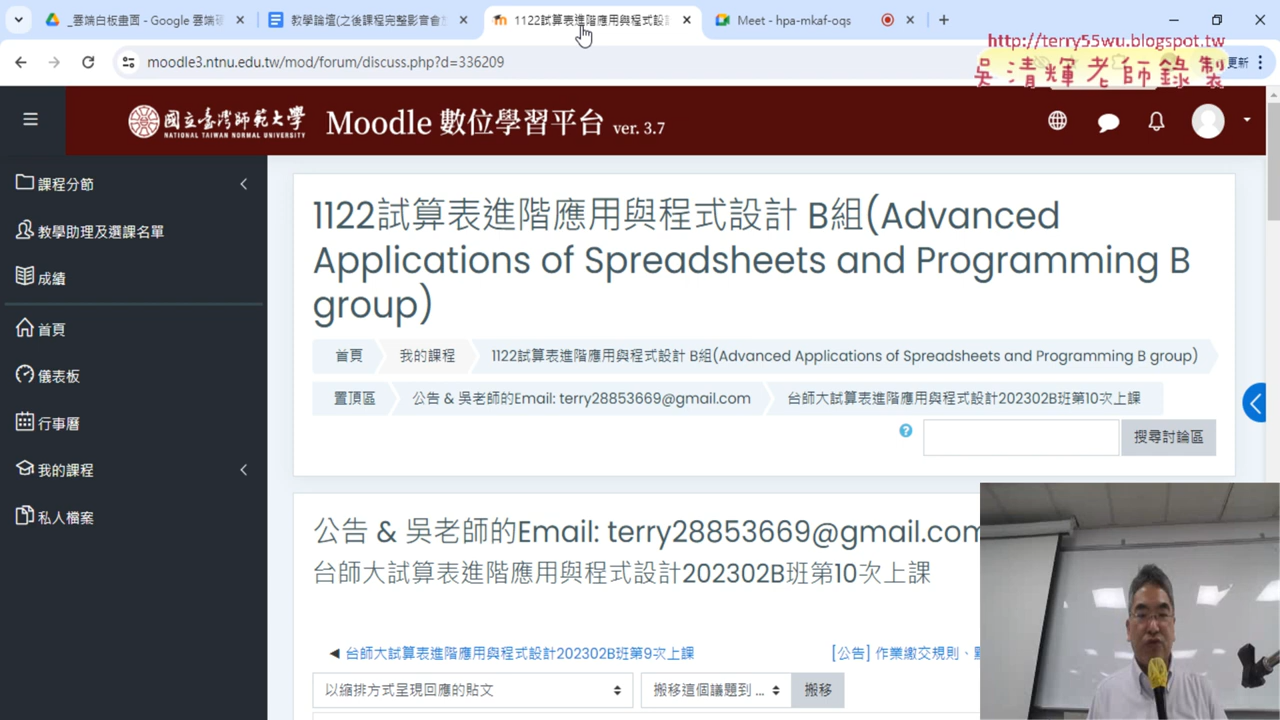 _雲端白板畫面 - Google 雲端硬
教學論壇(之後課程完整影音會
1122試算表進階應用與程式設計
Meet - hpa-mkaf-oqs
moodle3.ntnu.edu.tw/mod/forum/discuss.php?d=336209
更新
http://terry55wu.blogspot.tw
吳清輝老師錄製
國立臺灣師範大學
NATIONAL TAIWAN NORMAL UNIVERSITY
Moodle 數位學習平台 ver. 3.7
課程分節
教學助理及選課名單
成績
首頁
儀表板
行事曆
我的課程
私人檔案
1122試算表進階應用與程式設計 B組(Advanced
Applications of Spreadsheets and Programming B
group)
首頁
我的課程
1122試算表進階應用與程式設計 B組(Advanced Applications of Spreadsheets and Programming B group)
置頂區
公告 & 吳老師的Email: terry28853669@gmail.com
台師大試算表進階應用與程式設計202302B班第10次上課
搜尋討論區
公告 & 吳老師的Email: terry28853669@gmail.com
台師大試算表進階應用與程式設計202302B班第10次上課
◀ 台師大試算表進階應用與程式設計202302B班第9次上課
[公告] 作業繳交規則、
以縮排方式呈現回應的貼文
搬移這個議題到 ...
搬移